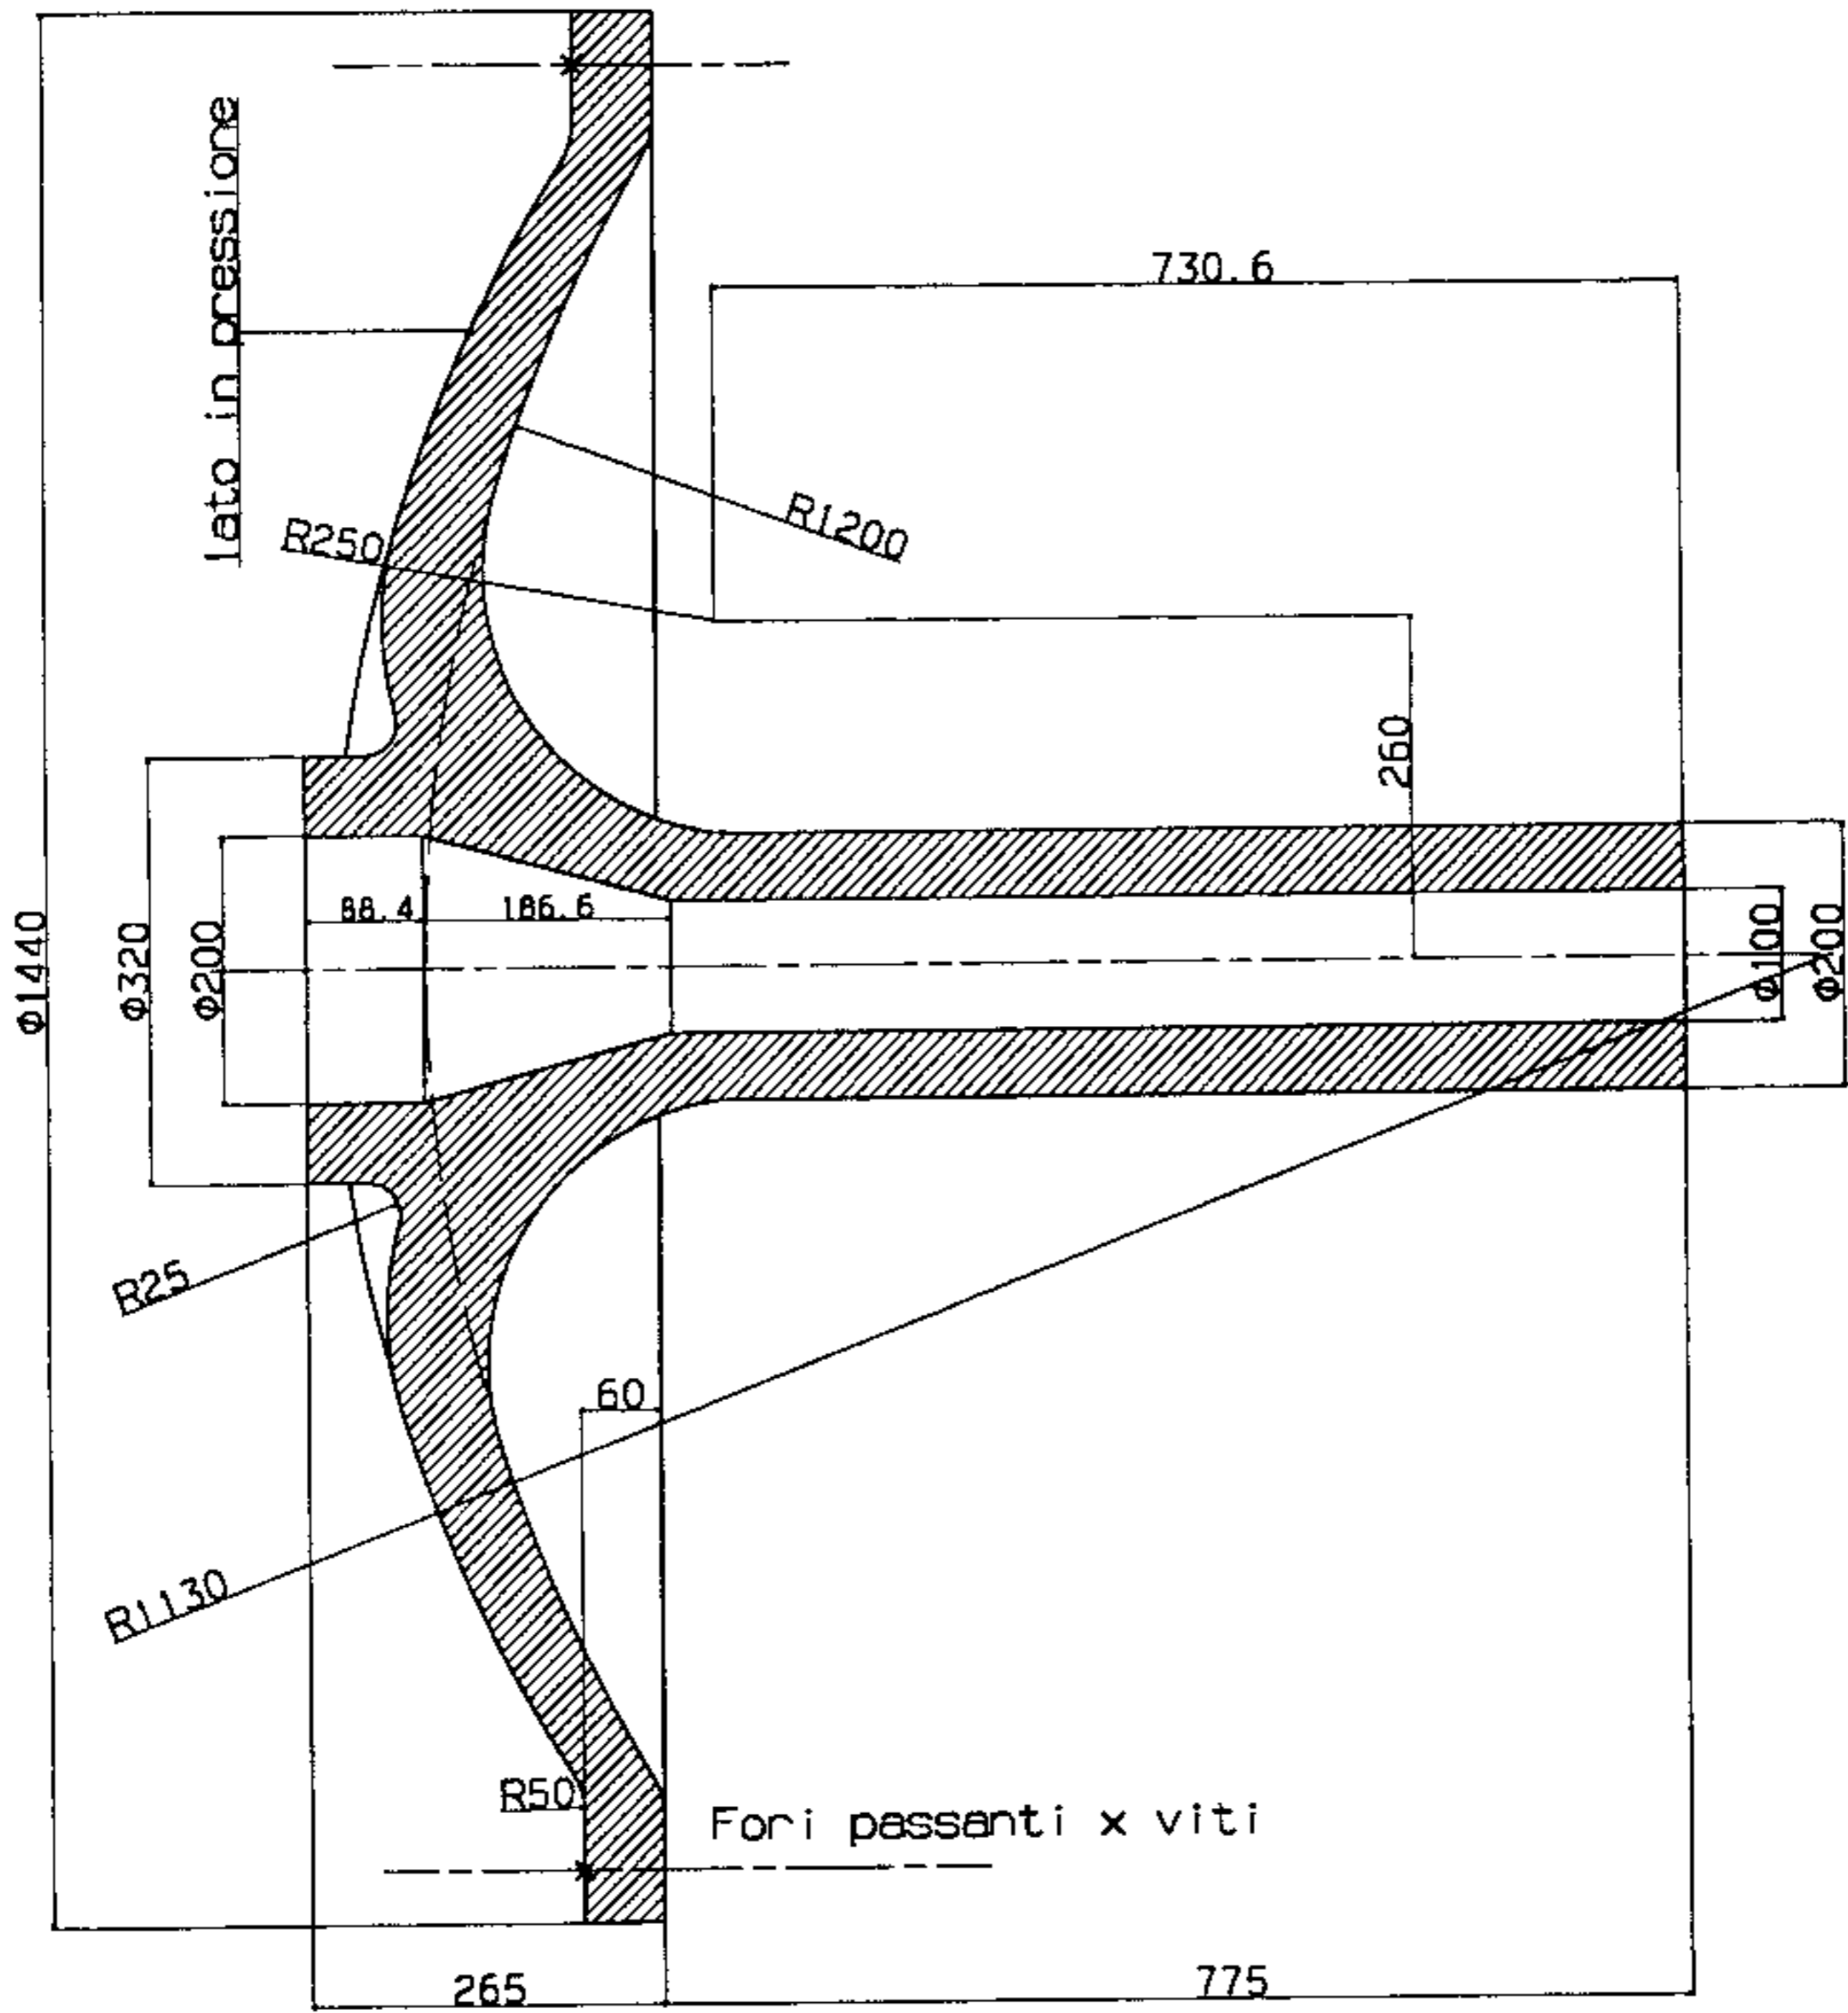 lato in pressione
730.6
R1200
R250
260
88.4
186.6
Φ1440
Φ320
Φ200
Φ100
Φ200
R25
60
R1130
R50
Fori passanti x viti
265
775